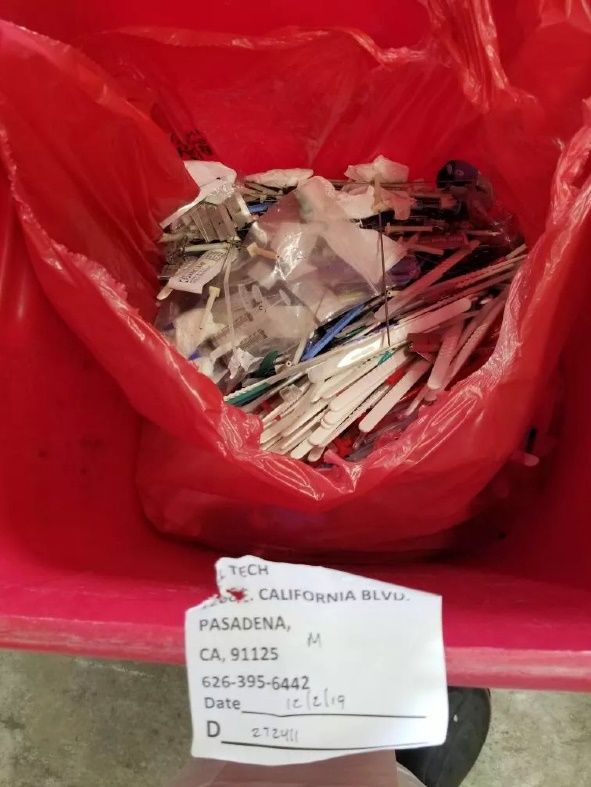 L TECH
CALIFORNIA BLVD.
PASADENA,
M
CA, 91125
626-395-6442
Date 12/2/19
D 272411